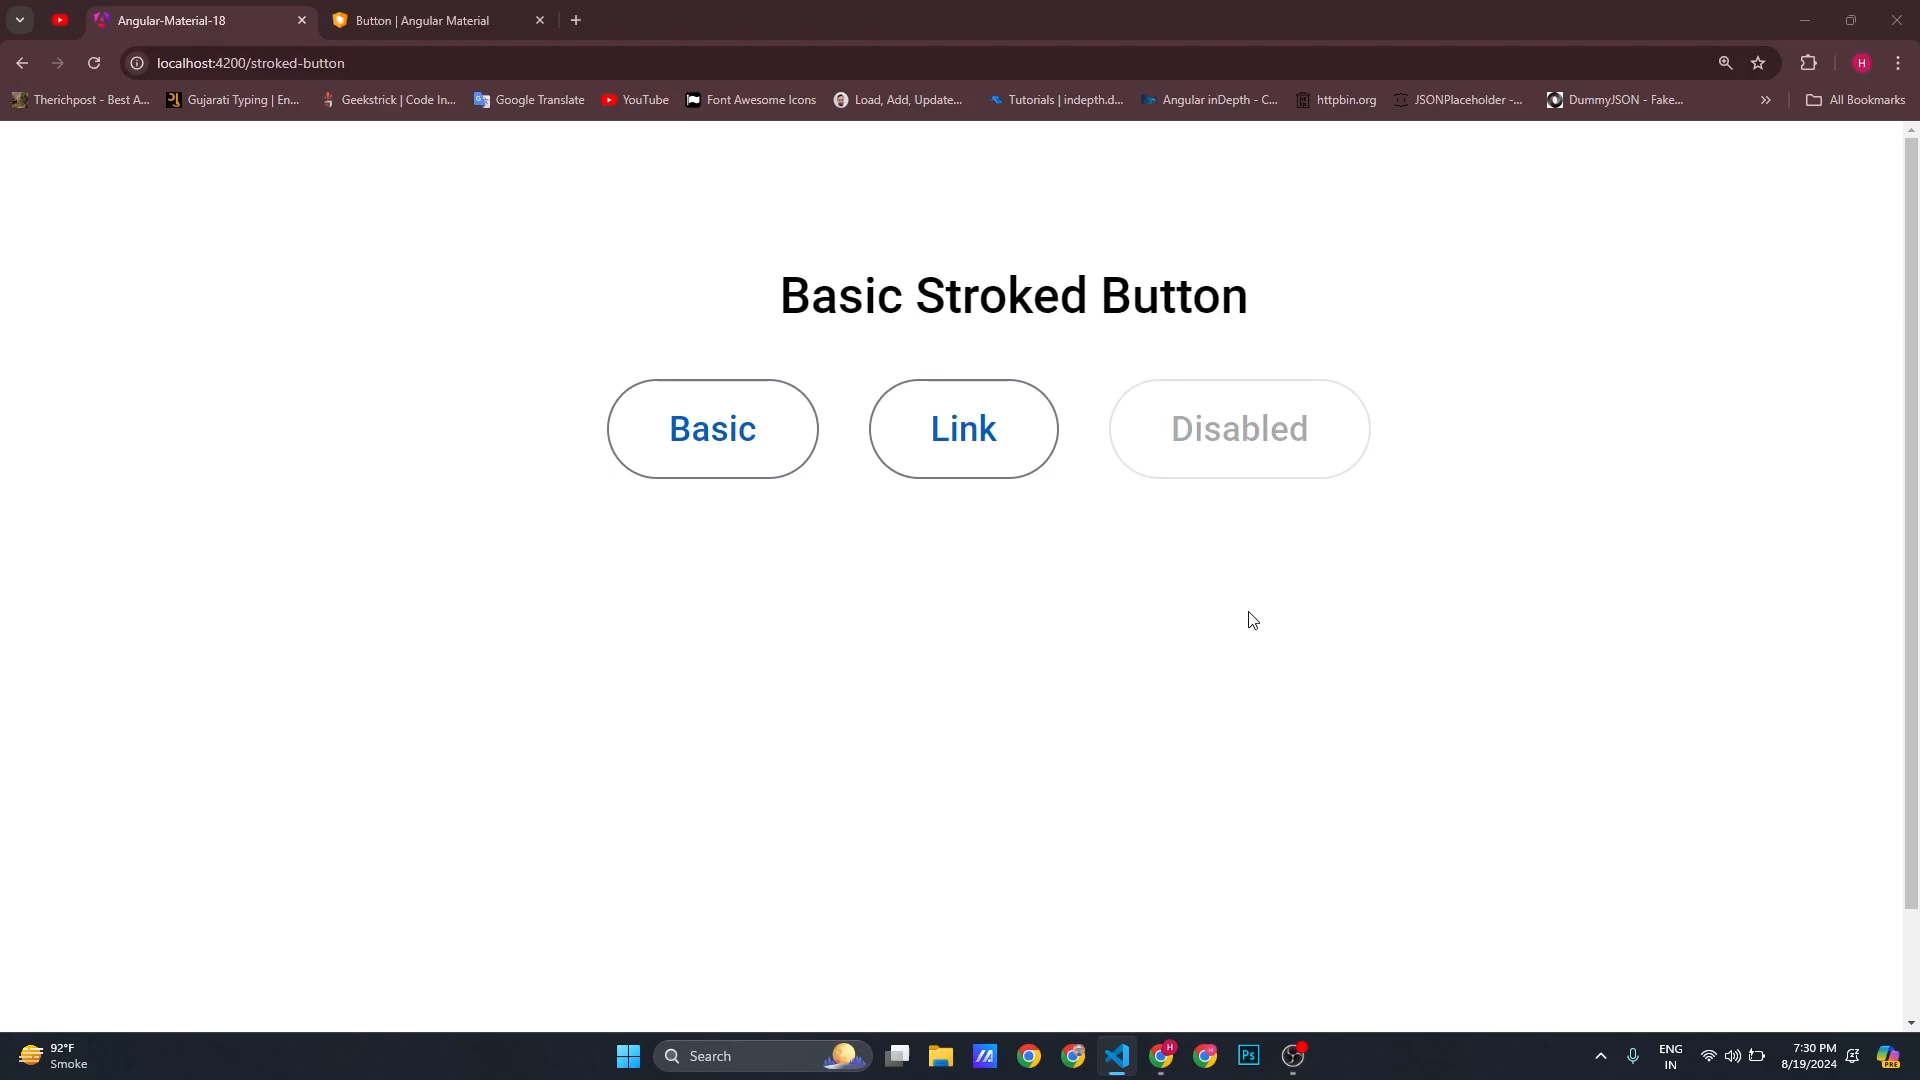 Angular-Material-18
Button | Angular Material
localhost:4200/stroked-button
H
Therichpost - Best A...
Gujarati Typing | En...
Geekstrick | Code In...
Google Translate
YouTube
Font Awesome Icons
Load, Add, Update...
Tutorials | indepth.d...
Angular inDepth - C...
httpbin.org
JSONPlaceholder -...
DummyJSON - Fake...
All Bookmarks
Basic Stroked Button
Basic
Link
Disabled
92°F
Smoke
Search
H
Ps
ENG
IN
7:30 PM
8/19/2024
PRE